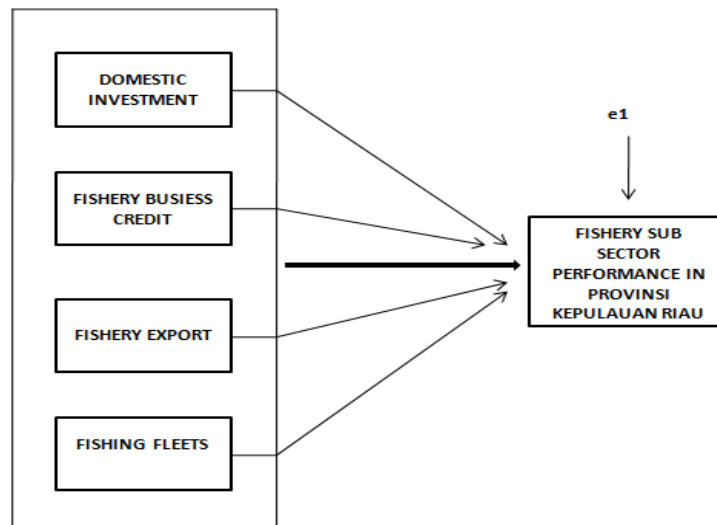 DOMESTIC
INVESTMENT
FISHERY BUSIESS
CREDIT
FISHERY EXPORT
FISHING FLEETS
e1
FISHERY SUB
SECTOR
PERFORMANCE IN
PROVINSI
KEPULAUAN RIAU